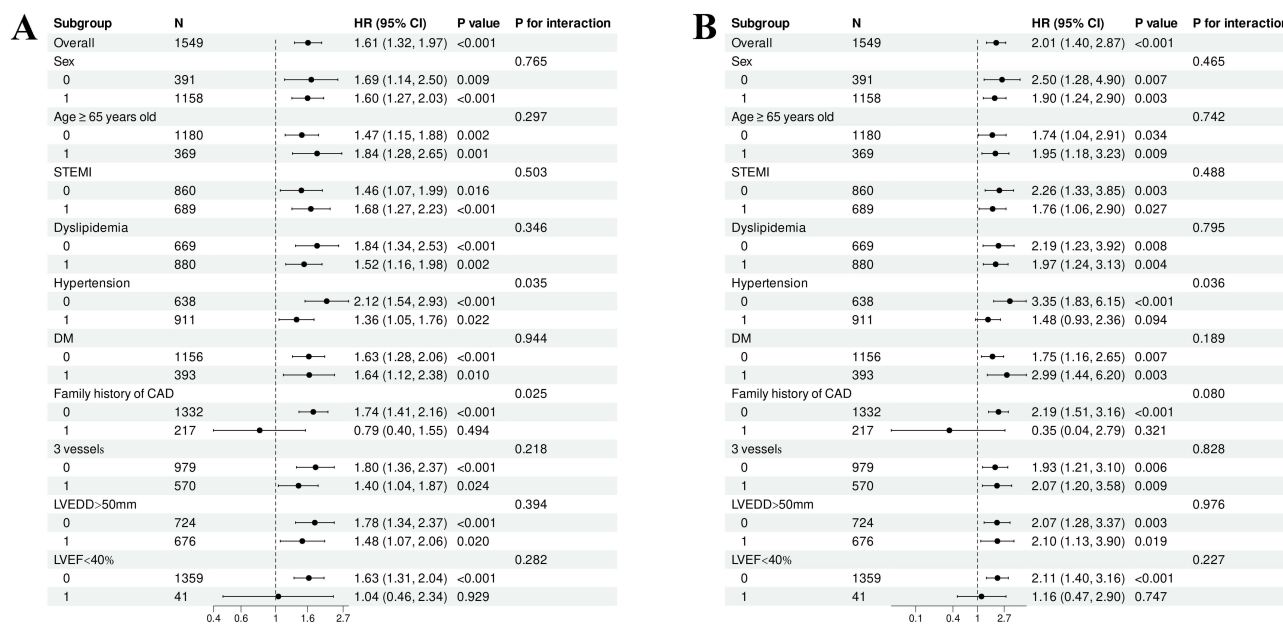 A
Subgroup N HR (95% CI) P value P for interaction
Overall 1549 1.61 (1.32, 1.97) <0.001
Sex 0.765
0 391 1.69 (1.14, 2.50) 0.009
1 1158 1.60 (1.27, 2.03) <0.001
Age ≥ 65 years old 0.297
0 1180 1.47 (1.15, 1.88) 0.002
1 369 1.84 (1.28, 2.65) 0.001
STEMI 0.503
0 860 1.46 (1.07, 1.99) 0.016
1 689 1.68 (1.27, 2.23) <0.001
Dyslipidemia 0.346
0 669 1.84 (1.34, 2.53) <0.001
1 880 1.52 (1.16, 1.98) 0.002
Hypertension 0.035
0 638 2.12 (1.54, 2.93) <0.001
1 911 1.36 (1.05, 1.76) 0.022
DM 0.944
0 1156 1.63 (1.28, 2.06) <0.001
1 393 1.64 (1.12, 2.38) 0.010
Family history of CAD 0.025
0 1332 1.74 (1.41, 2.16) <0.001
1 217 0.79 (0.40, 1.55) 0.494
3 vessels 0.218
0 979 1.80 (1.36, 2.37) <0.001
1 570 1.40 (1.04, 1.87) 0.024
LVEDD>50mm 0.394
0 724 1.78 (1.34, 2.37) <0.001
1 676 1.48 (1.07, 2.06) 0.020
LVEF<40% 0.282
0 1359 1.63 (1.31, 2.04) <0.001
1 41 1.04 (0.46, 2.34) 0.929
0.4 0.6 1 1.6 2.7
B
Subgroup N HR (95% CI) P value P for interaction
Overall 1549 2.01 (1.40, 2.87) <0.001
Sex 0.465
0 391 2.50 (1.28, 4.90) 0.007
1 1158 1.90 (1.24, 2.90) 0.003
Age ≥ 65 years old 0.742
0 1180 1.74 (1.04, 2.91) 0.034
1 369 1.95 (1.18, 3.23) 0.009
STEMI 0.488
0 860 2.26 (1.33, 3.85) 0.003
1 689 1.76 (1.06, 2.90) 0.027
Dyslipidemia 0.795
0 669 2.19 (1.23, 3.92) 0.008
1 880 1.97 (1.24, 3.13) 0.004
Hypertension 0.036
0 638 3.35 (1.83, 6.15) <0.001
1 911 1.48 (0.93, 2.36) 0.094
DM 0.189
0 1156 1.75 (1.16, 2.65) 0.007
1 393 2.99 (1.44, 6.20) 0.003
Family history of CAD 0.080
0 1332 2.19 (1.51, 3.16) <0.001
1 217 0.35 (0.04, 2.79) 0.321
3 vessels 0.828
0 979 1.93 (1.21, 3.10) 0.006
1 570 2.07 (1.20, 3.58) 0.009
LVEDD>50mm 0.976
0 724 2.07 (1.28, 3.37) 0.003
1 676 2.10 (1.13, 3.90) 0.019
LVEF<40% 0.227
0 1359 2.11 (1.40, 3.16) <0.001
1 41 1.16 (0.47, 2.90) 0.747
0.1 0.4 1 2.7